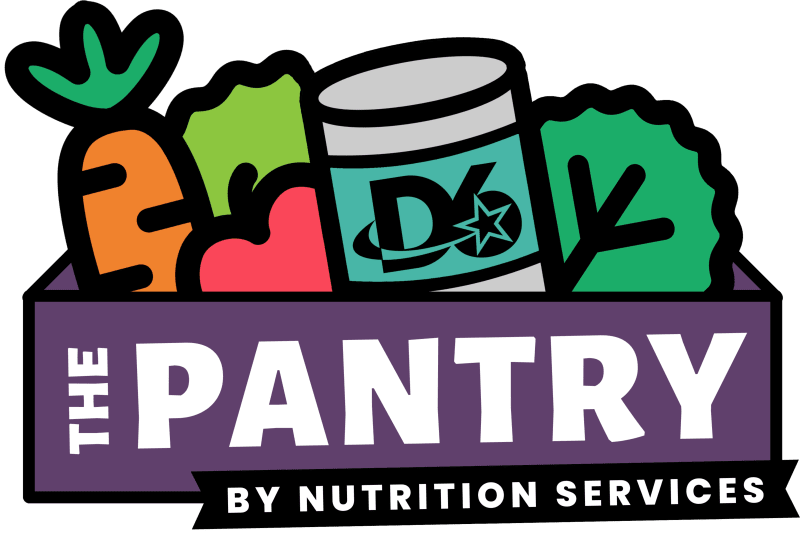 D6
THE
PANTRY
BY NUTRITION SERVICES